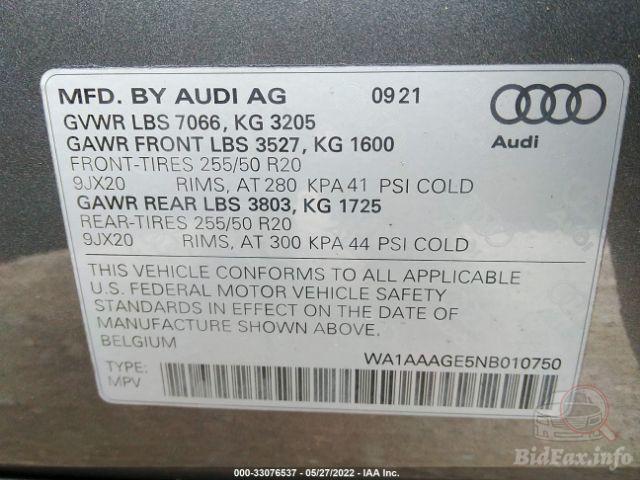 MFD. BY AUDI AG 09 21
GVWR LBS 7066, KG 3205
GAWR FRONT LBS 3527, KG 1600
FRONT-TIRES 255/50 R20
9JX20 RIMS, AT 280 KPA 41 PSI COLD
GAWR REAR LBS 3803, KG 1725
REAR-TIRES 255/50 R20
9JX20 RIMS, AT 300 KPA 44 PSI COLD
Audi
THIS VEHICLE CONFORMS TO ALL APPLICABLE
U.S. FEDERAL MOTOR VEHICLE SAFETY
STANDARDS IN EFFECT ON THE DATE OF
MANUFACTURE SHOWN ABOVE.
BELGIUM
WA1AAAGE5NB010750
TYPE:
MPV
BidFax.info
000-33076537 - 05/27/2022 - IAA Inc.